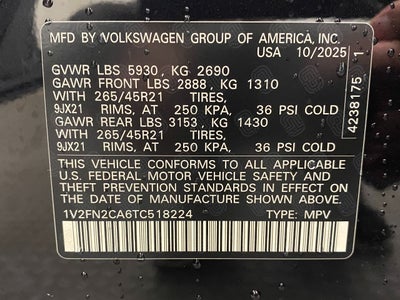 MFD BY VOLKSWAGEN GROUP OF AMERICA, INC.
USA 10/2025
GVWR LBS 5930, KG 2690
GAWR FRONT LBS 2888, KG 1310
WITH 265/45R21 TIRES,
9JX21 RIMS, AT 250 KPA, 36 PSI COLD
GAWR REAR LBS 3153, KG 1430
WITH 265/45R21 TIRES,
9JX21 RIMS, AT 250 KPA, 36 PSI COLD
THIS VEHICLE CONFORMS TO ALL APPLICABLE
U.S. FEDERAL MOTOR VEHICLE SAFETY AND
THEFT PREVENTION STANDARDS IN EFFECT ON
THE DATE OF MANUFACTURE SHOWN ABOVE.
1V2FN2CA6TC518224 TYPE: MPV
4238175 1